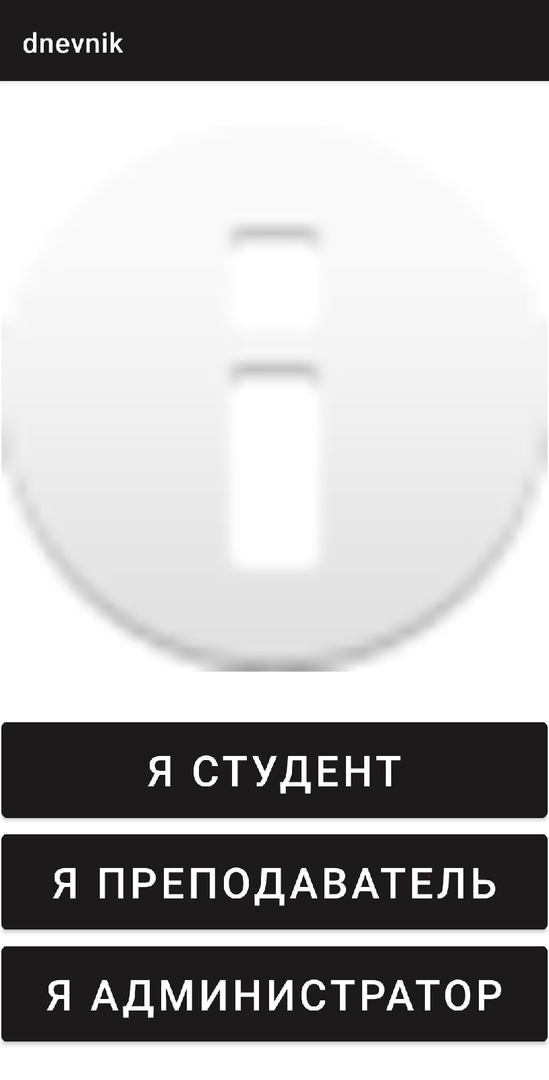 dnevnik
Я СТУДЕНТ
Я ПРЕПОДАВАТЕЛЬ
Я АДМИНИСТРАТОР